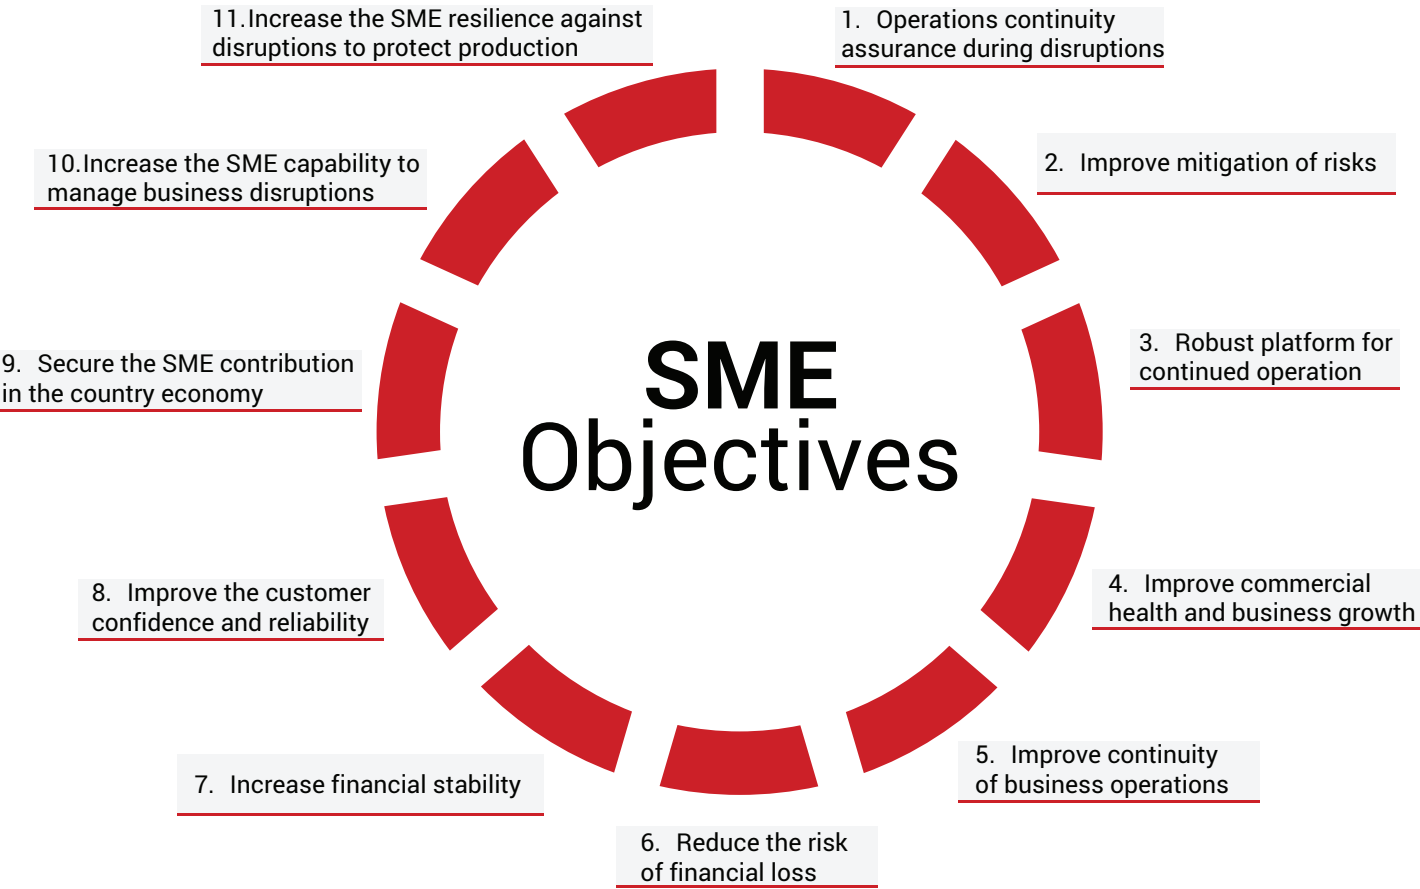 SME
Objectives
1. Operations continuity
assurance during disruptions
2. Improve mitigation of risks
3. Robust platform for
continued operation
4. Improve commercial
health and business growth
5. Improve continuity
of business operations
6. Reduce the risk
of financial loss
7. Increase financial stability
8. Improve the customer
confidence and reliability
9. Secure the SME contribution
in the country economy
10.Increase the SME capability to
manage business disruptions
11.Increase the SME resilience against
disruptions to protect production